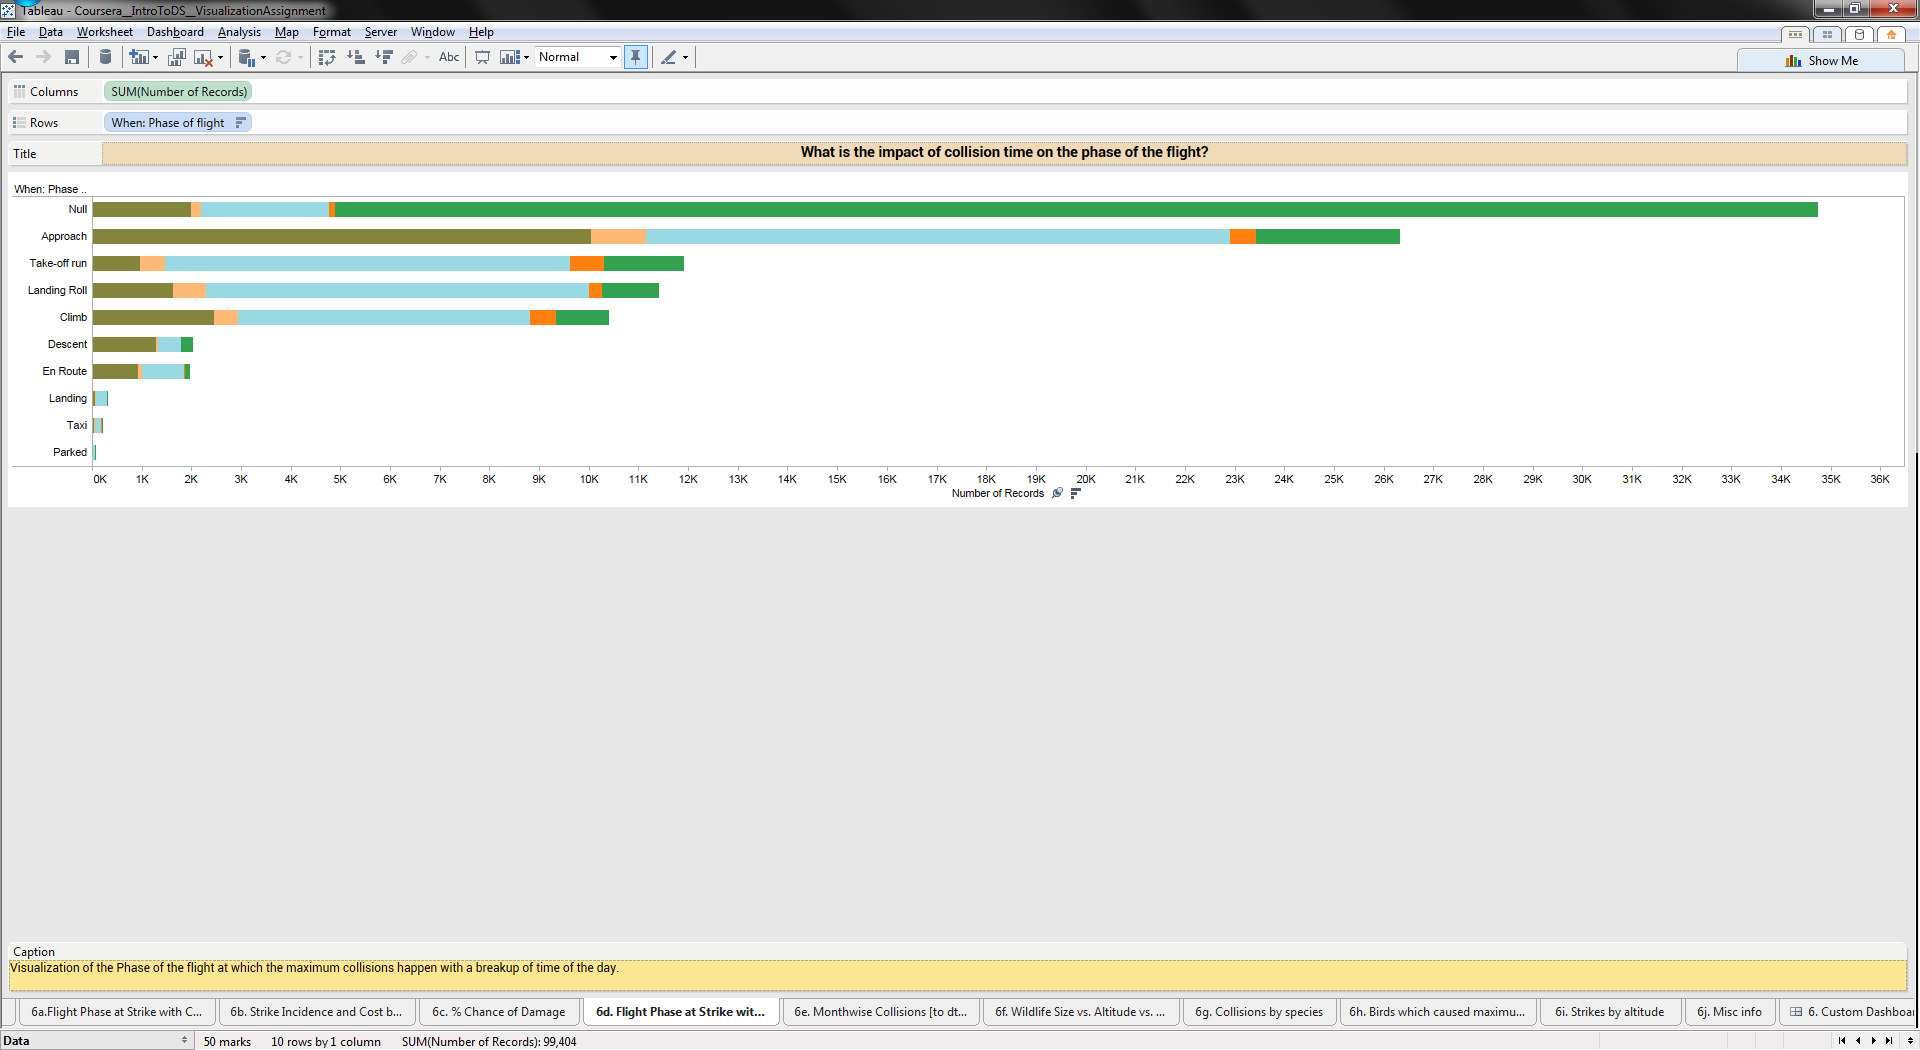 Tableau - Coursera__IntroToDS__VisualizationAssignment
File Data Worksheet Dashboard Analysis Map Format Server Window Help
Abc Normal
Show Me
Columns SUM(Number of Records)
Rows When: Phase of flight
Title What is the impact of collision time on the phase of the flight?
When: Phase ..
Null
Approach
Take-off run
Landing Roll
Climb
Descent
En Route
Landing
Taxi
Parked
0K 1K 2K 3K 4K 5K 6K 7K 8K 9K 10K 11K 12K 13K 14K 15K 16K 17K 18K 19K 20K 21K 22K 23K 24K 25K 26K 27K 28K 29K 30K 31K 32K 33K 34K 35K 36K
Number of Records
Caption
Visualization of the Phase of the flight at which the maximum collisions happen with a breakup of time of the day.
6a.Flight Phase at Strike with C... 6b. Strike Incidence and Cost b... 6c. % Chance of Damage 6d. Flight Phase at Strike wit... 6e. Monthwise Collisions [to dt... 6f. Wildlife Size vs. Altitude vs. ... 6g. Collisions by species 6h. Birds which caused maximu... 6i. Strikes by altitude 6j. Misc info 6. Custom Dashboa
Data 50 marks 10 rows by 1 column SUM(Number of Records): 99,404